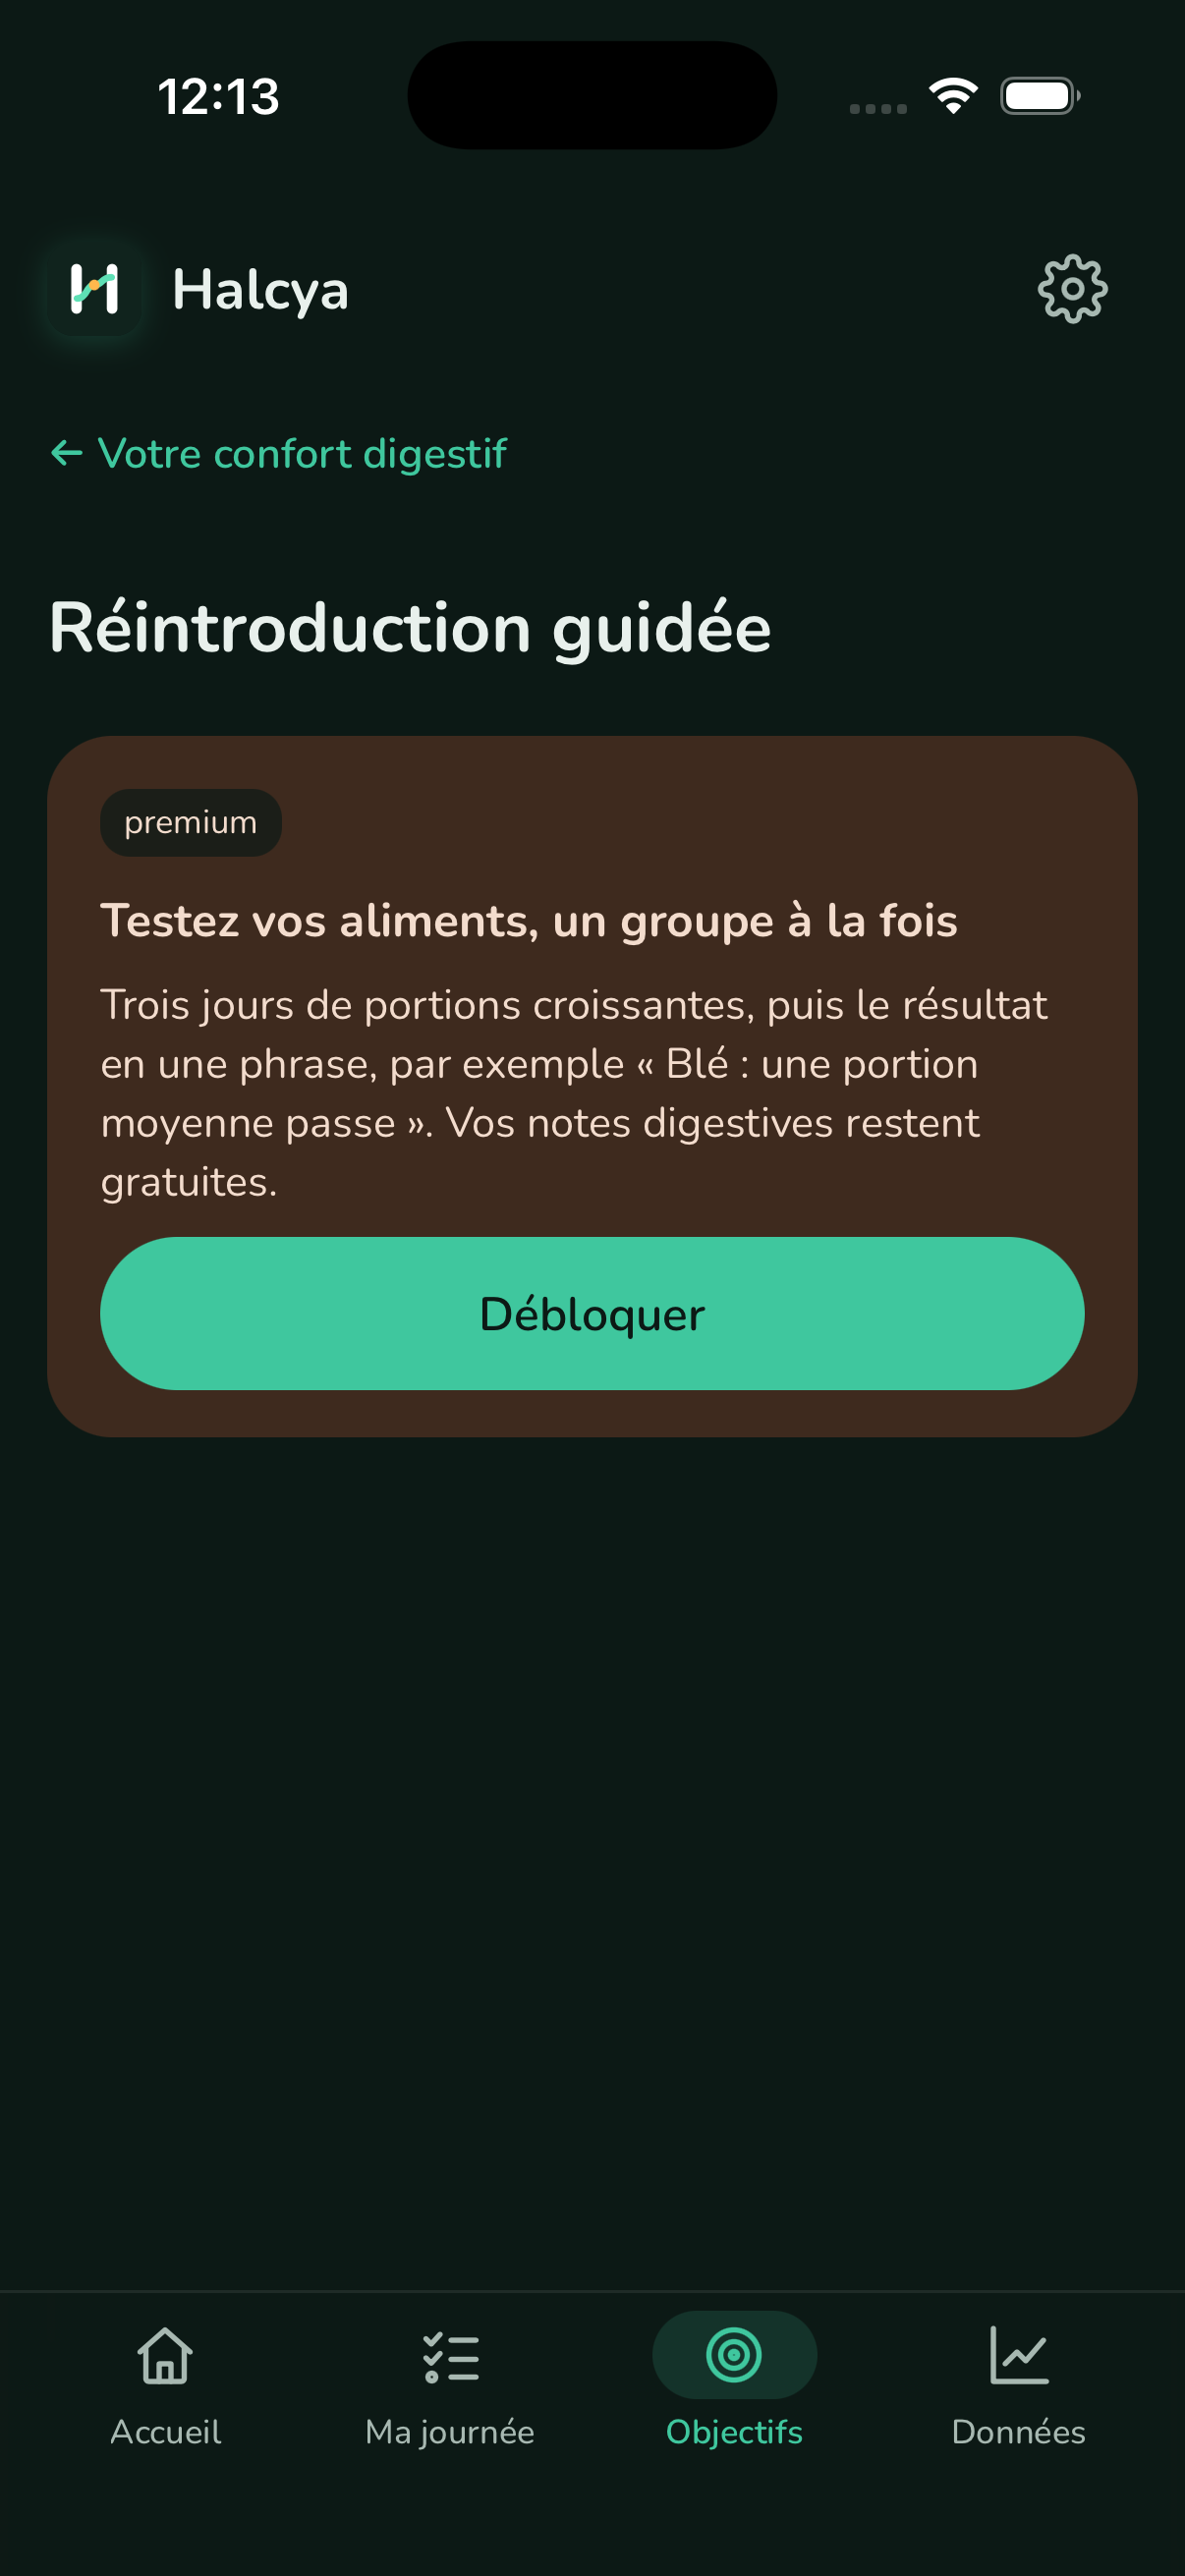 12:13
Halcya
← Votre confort digestif
Réintroduction guidée
premium
Testez vos aliments, un groupe à la fois
Trois jours de portions croissantes, puis le résultat
en une phrase, par exemple « Blé : une portion
moyenne passe ». Vos notes digestives restent
gratuites.
Débloquer
Accueil
Ma journée
Objectifs
Données